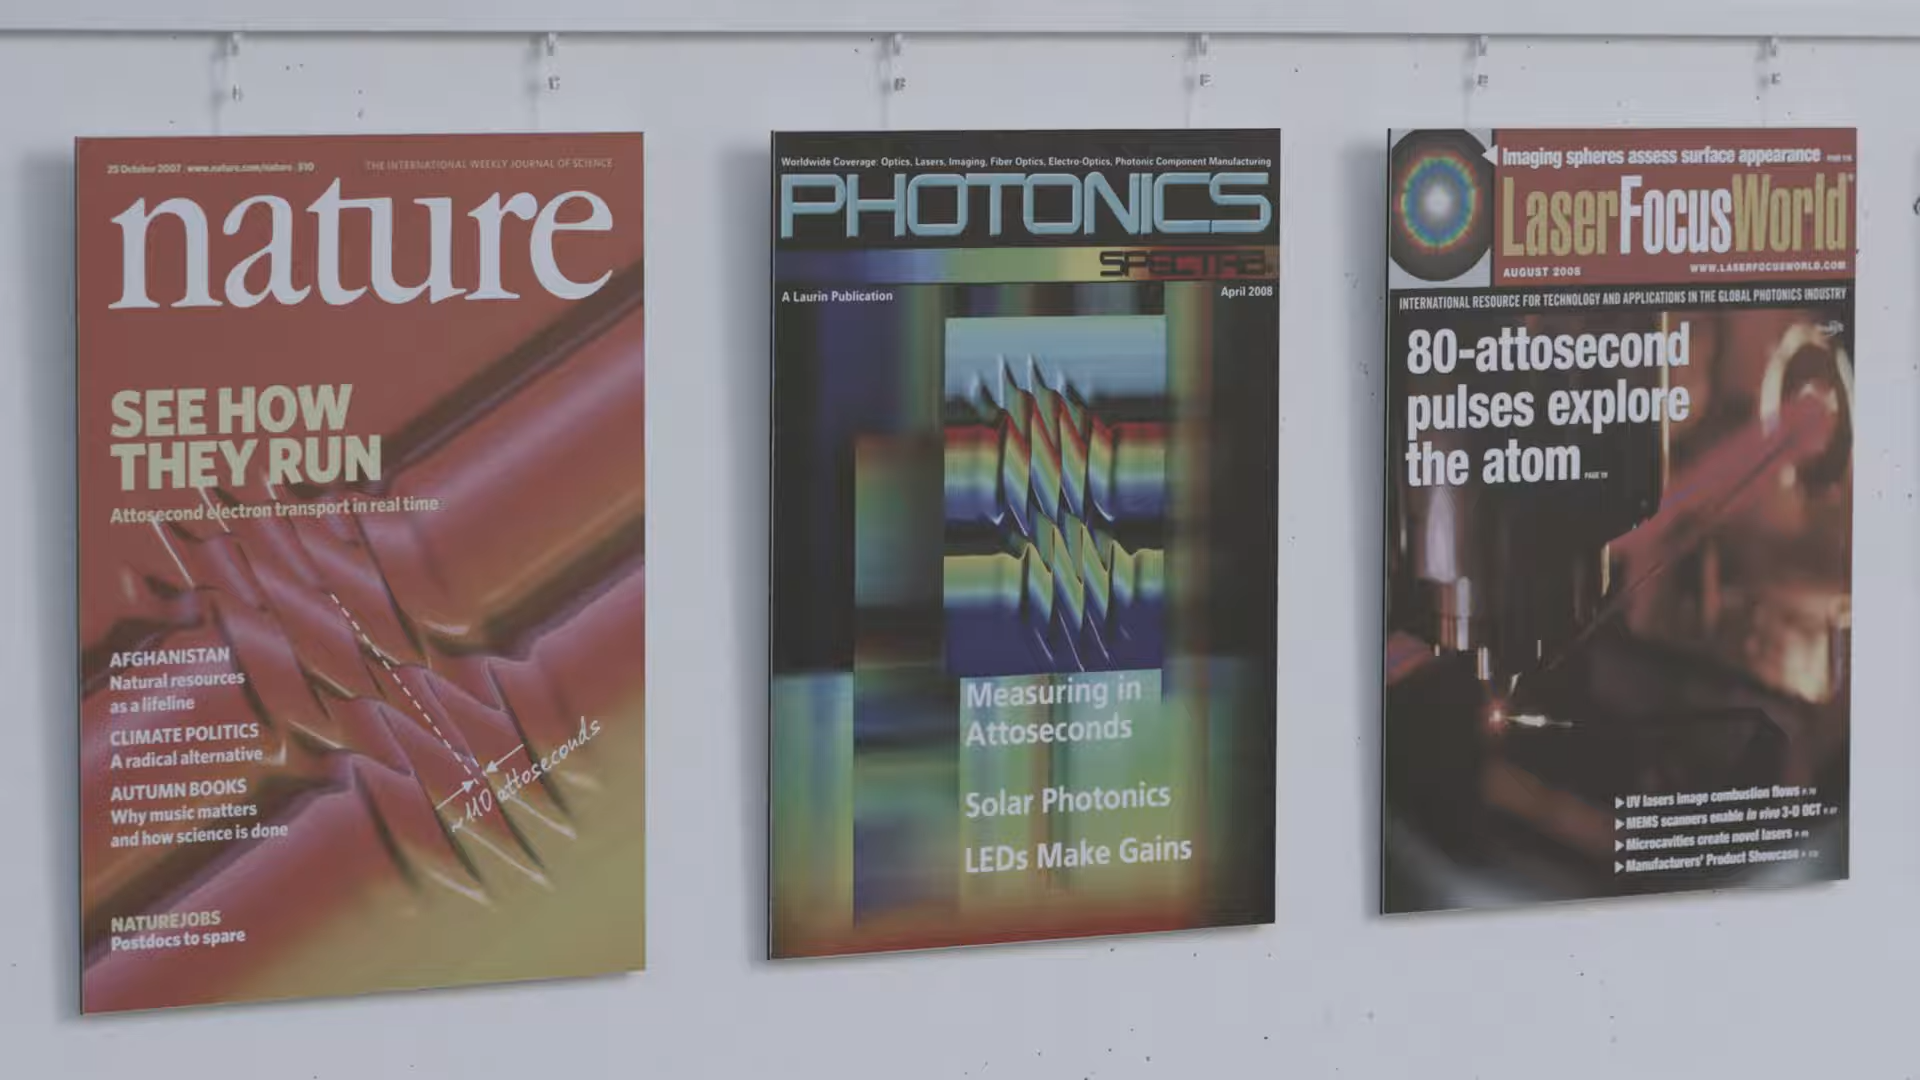 25 October 2007 www.nature.com/nature $10
THE INTERNATIONAL WEEKLY JOURNAL OF SCIENCE
nature
SEE HOW
THEY RUN
Attosecond electron transport in real time
AFGHANISTAN
Natural resources
as a lifeline
CLIMATE POLITICS
A radical alternative
AUTUMN BOOKS
Why music matters
and how science is done
~110 attoseconds
NATUREJOBS
Postdocs to spare
Worldwide Coverage: Optics, Lasers, Imaging, Fiber Optics, Electro-Optics, Photonic Component Manufacturing
PHOTONICS
SPECTRA
A Laurin Publication
April 2008
Measuring in
Attoseconds
Solar Photonics
LEDs Make Gains
Imaging spheres assess surface appearance
LaserFocusWorld
AUGUST 2008
WWW.LASERFOCUSWORLD.COM
INTERNATIONAL RESOURCE FOR TECHNOLOGY AND APPLICATIONS IN THE GLOBAL PHOTONICS INDUSTRY
80-attosecond
pulses explore
the atom PAGE 19
UV lasers image combustion flows
MEMS scanners enable in vivo 3-D OCT
Microcavities create novel lasers
Manufacturers' Product Showcase